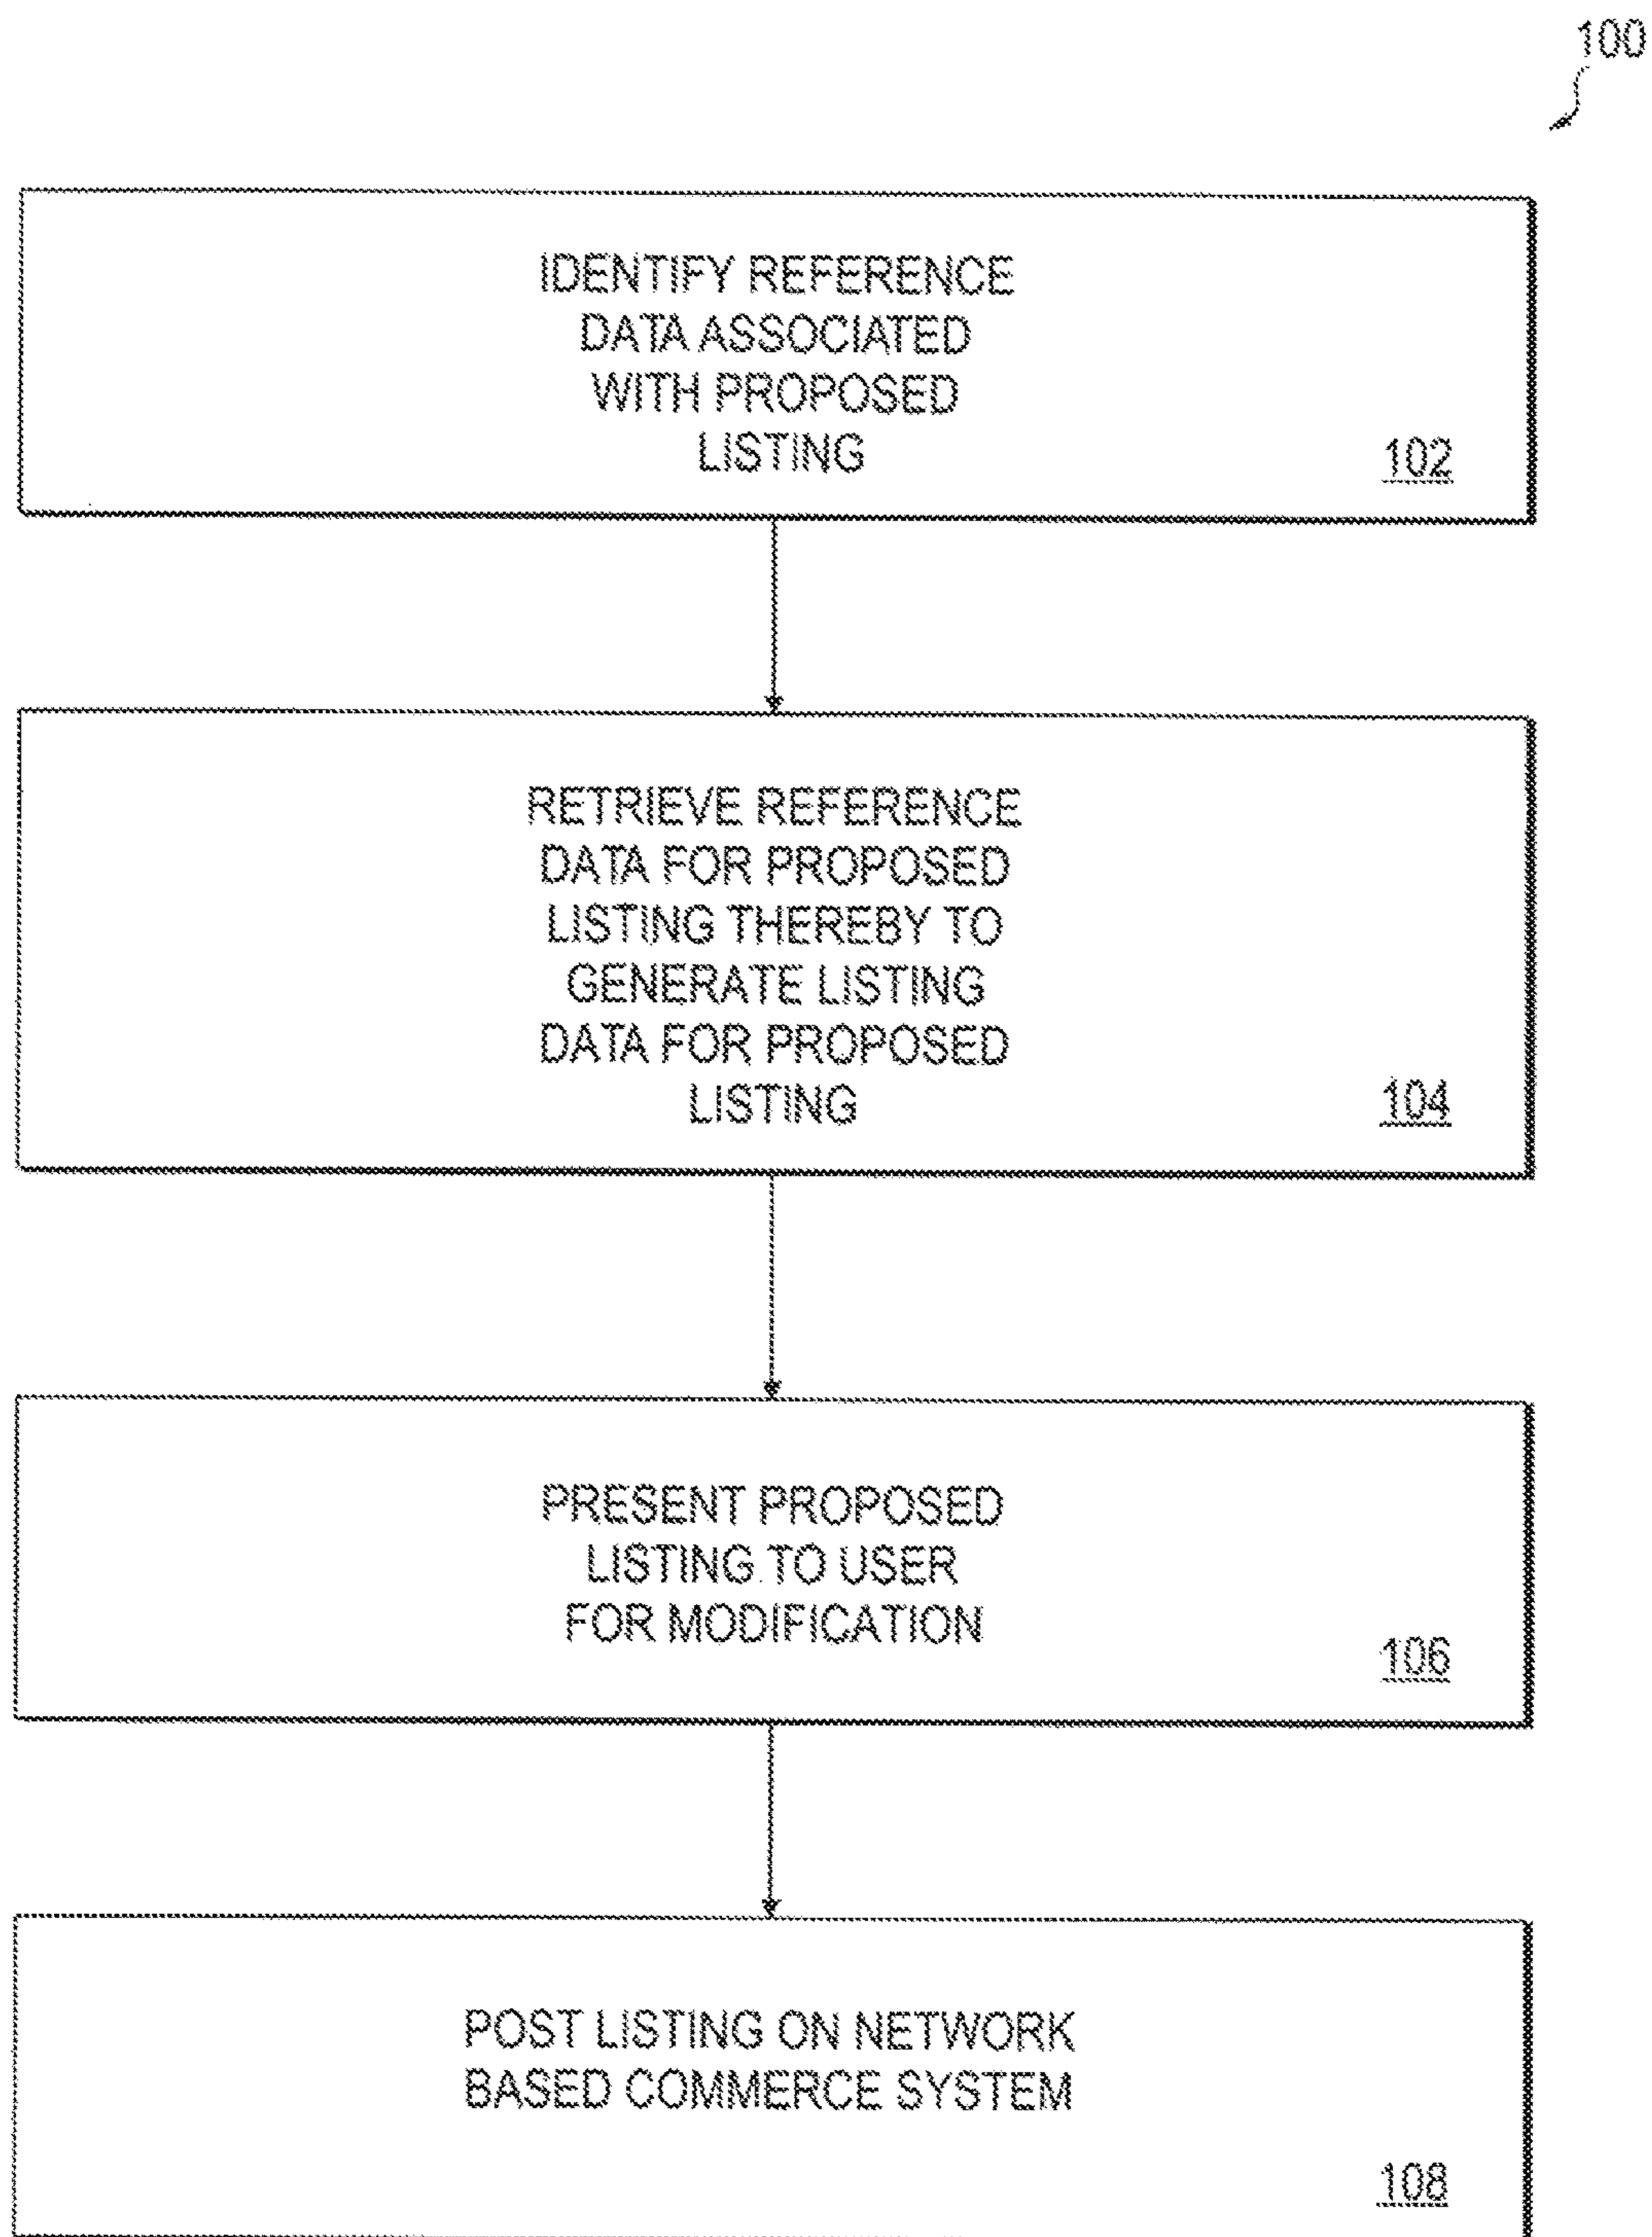 100
IDENTIFY REFERENCE
DATA ASSOCIATED
WITH PROPOSED
LISTING
102
RETRIEVE REFERENCE
DATA FOR PROPOSED
LISTING THEREBY TO
GENERATE LISTING
DATA FOR PROPOSED
LISTING
104
PRESENT PROPOSED
LISTING TO USER
FOR MODIFICATION
106
POST LISTING ON NETWORK
BASED COMMERCE SYSTEM
108